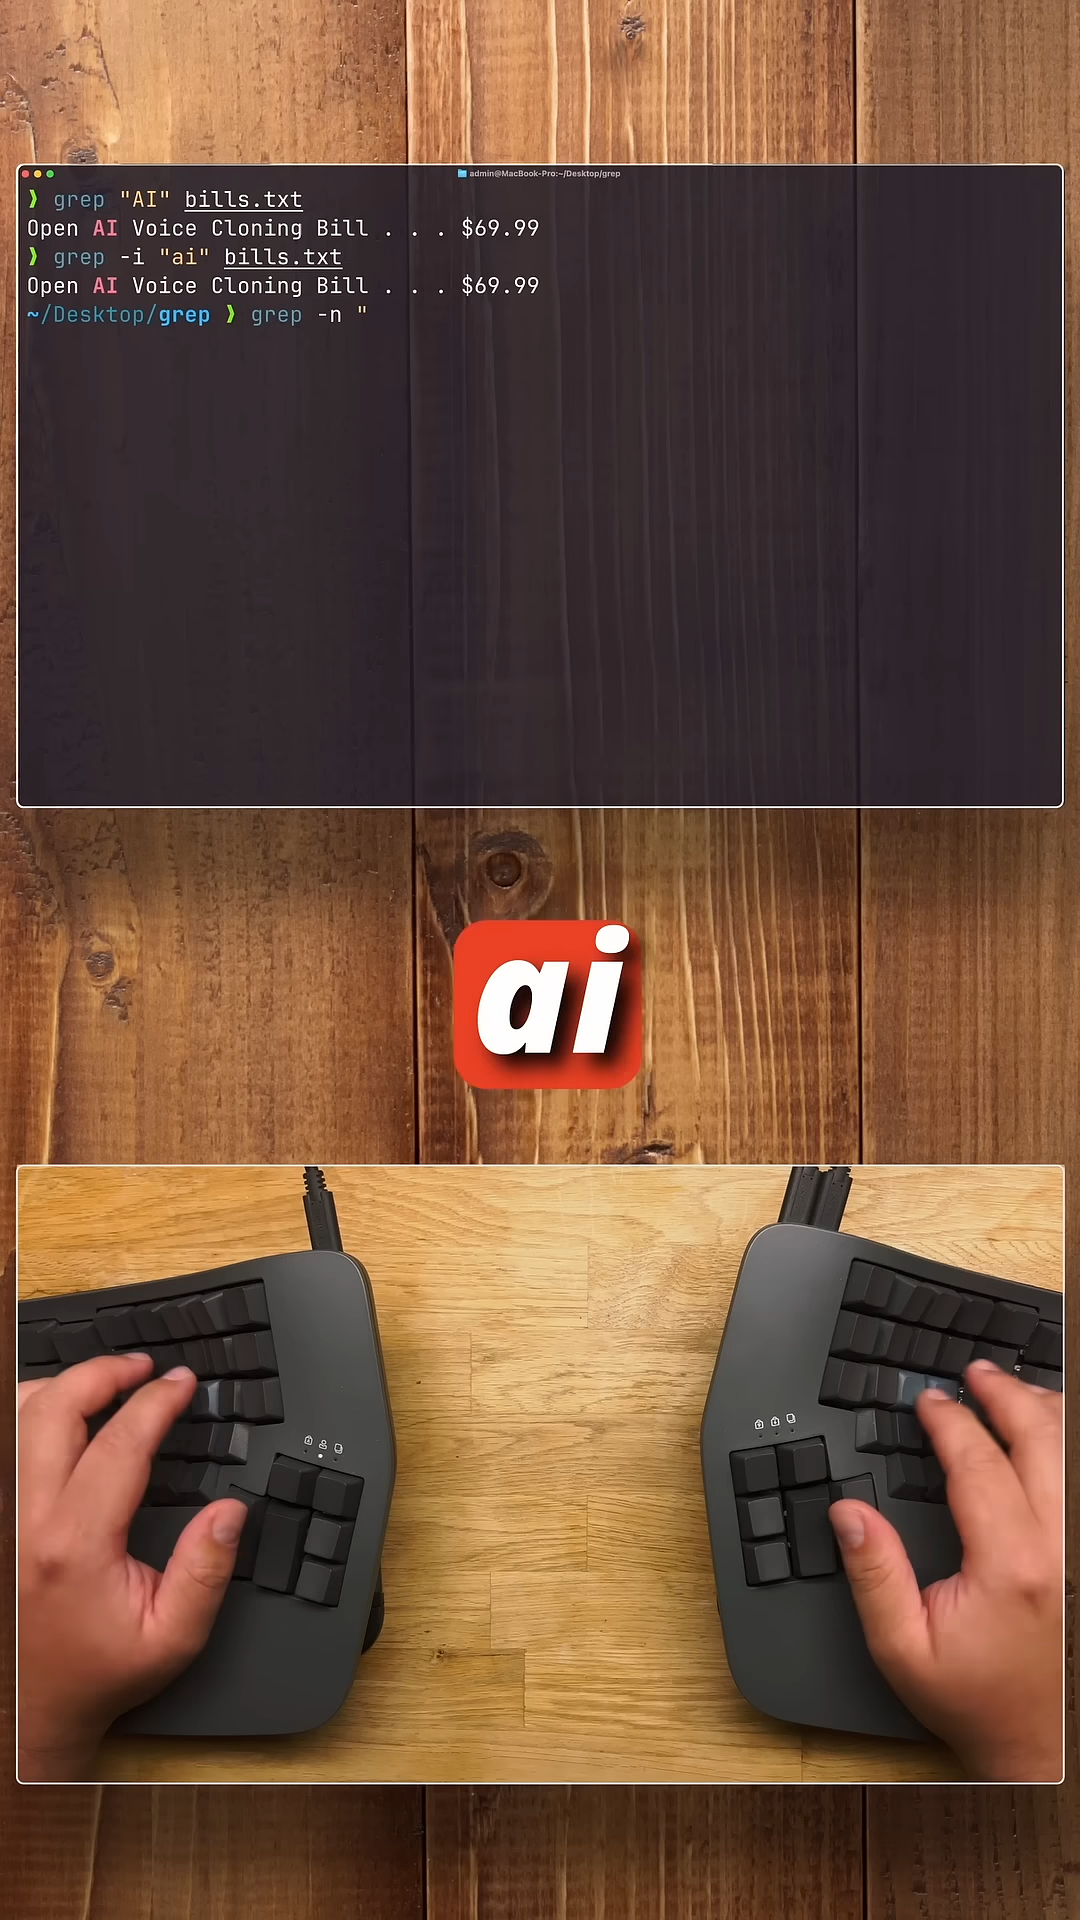 admin@MacBook-Pro:~/Desktop/grep
❯ grep "AI" bills.txt
Open AI Voice Cloning Bill . . . $69.99
❯ grep -i "ai" bills.txt
Open AI Voice Cloning Bill . . . $69.99
~/Desktop/grep ❯ grep -n "
ai